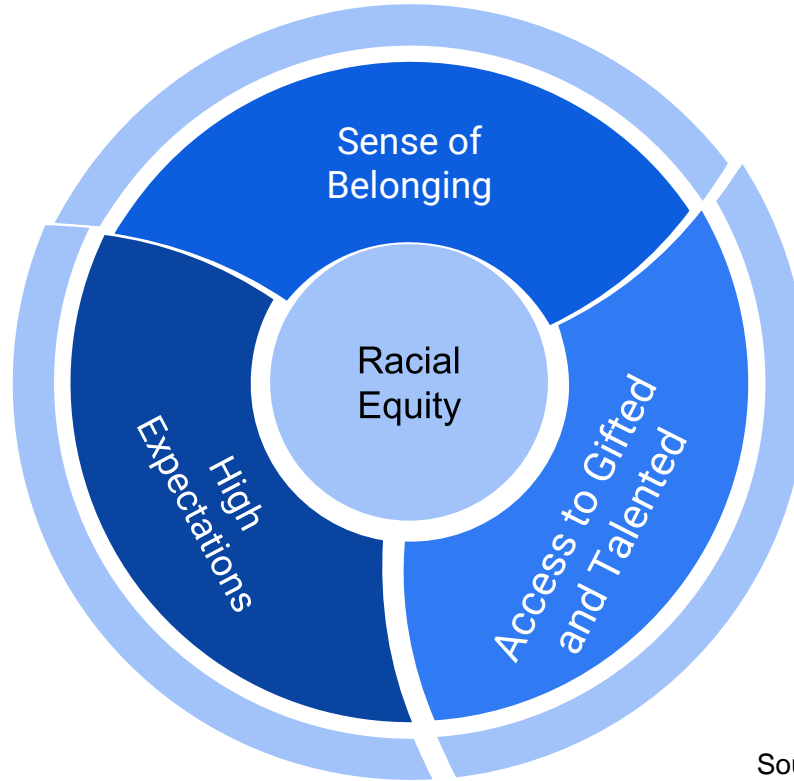 Sense of
Belonging
Racial
Equity
High
Expectations
Access to Gifted
and Talented